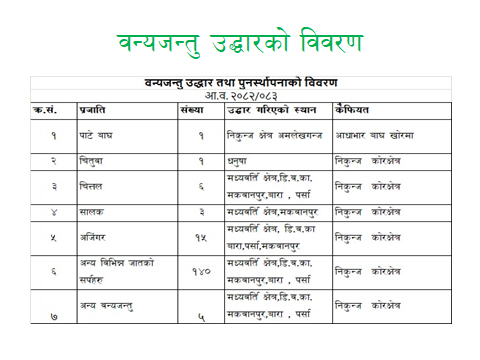 वन्यजन्तु उद्धारको विवरण
वन्यजन्तु उद्धार तथा पुनर्स्थापनाको विवरण
आ.व. २०८२/०८३
क्र.सं. प्रजाति संख्या उद्धार गरिएको स्थान कैफियत
१ पाटे बाघ १ निकुन्ज क्षेत्र अमलेखगन्ज आधाभार बाघ खोरमा
२ चितुवा १ धनुषा निकुन्ज कोरक्षेत्र
३ चित्तल ६ मध्यवर्ति क्षेत्र,डि.व.का. मकवानपुर,बारा , पर्सा निकुन्ज कोरक्षेत्र
४ सालक ३ मध्यवर्ति क्षेत्र,मकवानपुर निकुन्ज कोरक्षेत्र
५ अजिंगर १५ मध्यवर्ति क्षेत्र, डि.व.का बारा,पर्सा,मकवानपुर निकुन्ज कोरक्षेत्र
६ अन्य विभिन्न जातको सर्पहरु १४० मध्यवर्ति क्षेत्र,डि.व.का. मकवानपुर,बारा , पर्सा निकुन्ज कोरक्षेत्र
७ अन्य वन्यजन्तु ५ मध्यवर्ति क्षेत्र,डि.व.का. मकवानपुर,बारा , पर्सा निकुन्ज कोरक्षेत्र